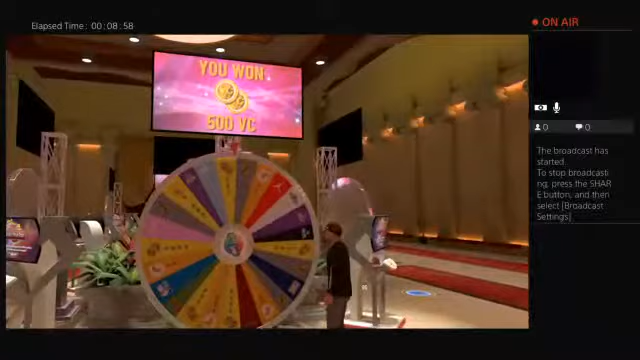 Elapsed Time : 00:08:58
ON AIR
YOU WON
500 VC
0 0
The broadcast has
started.
To stop broadcasti
ng, press the SHAR
E button, and then
select [Broadcast
Settings].